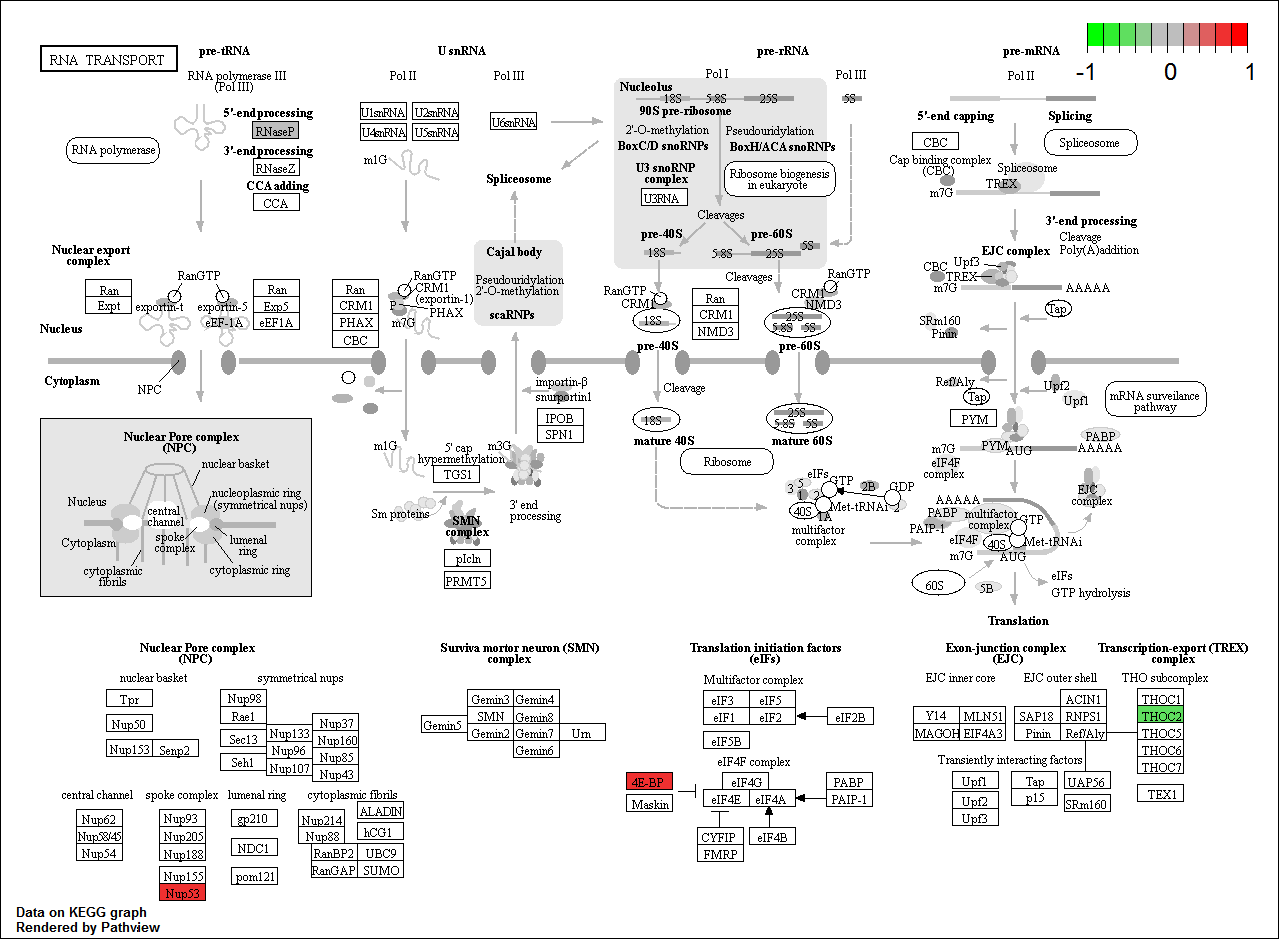 RNA TRANSPORT
-1 0 1
pre-tRNA
RNA polymerase III
(Pol III)
5'-end processing
RNaseP
RNA polymerase
3'-end processing
RNaseZ
CCA adding
CCA
Nuclear export
complex
RanGTP
Ran
Expt
exportin-t
exportin-5
eEF-1A
Ran
Exp5
eEF1A
Nucleus
Cytoplasm
NPC
U snRNA
Pol II
Pol III
U1snRNA
U2snRNA
U4snRNA
U5snRNA
U6snRNA
m1G
Spliceosome
Cajal body
Pseudouridylation
2'-O-methylation
scaRNPs
Ran
CRM1
PHAX
CBC
RanGTP
CRM1
(exportin-1)
P
PHAX
m7G
importin-β
snurportin1
IPOB
SPN1
m1G
5' cap
hypermethylation
TGS1
m3G
Sm proteins
SMN
complex
3' end
processing
pIcln
PRMT5
Nuclear Pore complex
(NPC)
nuclear basket
Nucleus
nucleoplasmic ring
(symmetrical nups)
central
channel
spoke
complex
lumenal
ring
Cytoplasm
cytoplasmic
fibrils
cytoplasmic ring
pre-rRNA
Pol I
Pol III
Nucleolus
18S
5.8S
25S
5S
90S pre-ribosome
2'-O-methylation
Pseudouridylation
BoxC/D snoRNPs
BoxH/ACA snoRNPs
U3 snoRNP
complex
U3RNA
Ribosome biogenesis
in eukaryote
Cleavages
pre-40S
pre-60S
18S
5.8S
25S
5S
Cleavages
RanGTP
CRM1
18S
Ran
CRM1
NMD3
RanGTP
CRM1
NMD3
25S
5.8S
5S
pre-40S
pre-60S
Cleavage
18S
25S
5.8S
5S
mature 40S
mature 60S
Ribosome
eIFs
3
5
1
2
GTP
2B
GDP
40S
1A
Met-tRNAi
2
multifactor
complex
pre-mRNA
Pol II
5'-end capping
Splicing
CBC
Spliceosome
Cap binding complex
(CBC)
Spliceosome
TREX
m7G
3'-end processing
Cleavage
Poly(A)addition
EJC complex
CBC
Upf3
TREX
m7G
AAAAA
SRm160
Pinin
Tap
Ref/Aly
Tap
Upf2
Upf1
mRNA surveilance
pathway
PYM
m7G
PYM
AUG
PABP
eIF4F
complex
AAAAA
PABP
PAIP-1
multifactor
complex
GTP
EJC
complex
eIF4F
40S
Met-tRNAi
m7G
AUG
60S
5B
eIFs
GTP hydrolysis
Translation
Nuclear Pore complex
(NPC)
nuclear basket
symmetrical nups
Tpr
Nup50
Nup153
Senp2
Nup98
Rae1
Sec13
Seh1
Nup133
Nup96
Nup107
Nup37
Nup160
Nup85
Nup43
central channel
spoke complex
lumenal ring
cytoplasmic fibrils
Nup62
Nup58/45
Nup54
Nup93
Nup205
Nup188
Nup155
Nup53
gp210
NDC1
pom121
Nup214
Nup88
ALADIN
hCG1
RanBP2
UBC9
RanGAP
SUMO
Surviva mortor neuron (SMN)
complex
Gemin3
Gemin4
SMN
Gemin8
Gemin5
Gemin2
Gemin7
Urn
Gemin6
Translation initiation factors
(eIFs)
Multifactor complex
eIF3
eIF5
eIF1
eIF2
eIF2B
eIF5B
eIF4F complex
4E-BP
Maskin
eIF4G
eIF4E
eIF4A
PABP
PAIP-1
CYFIP
FMRP
eIF4B
Exon-junction complex
(EJC)
EJC inner core
EJC outer shell
Y14
MLN51
MAGOH
EIF4A3
ACIN1
SAP18
RNPS1
Pinin
Ref/Aly
Transiently interacting factors
Upf1
Upf2
Upf3
Tap
p15
UAP56
SRm160
Transcription-export (TREX)
complex
THO subcomplex
THOC1
THOC2
THOC5
THOC6
THOC7
TEX1
Data on KEGG graph
Rendered by Pathview